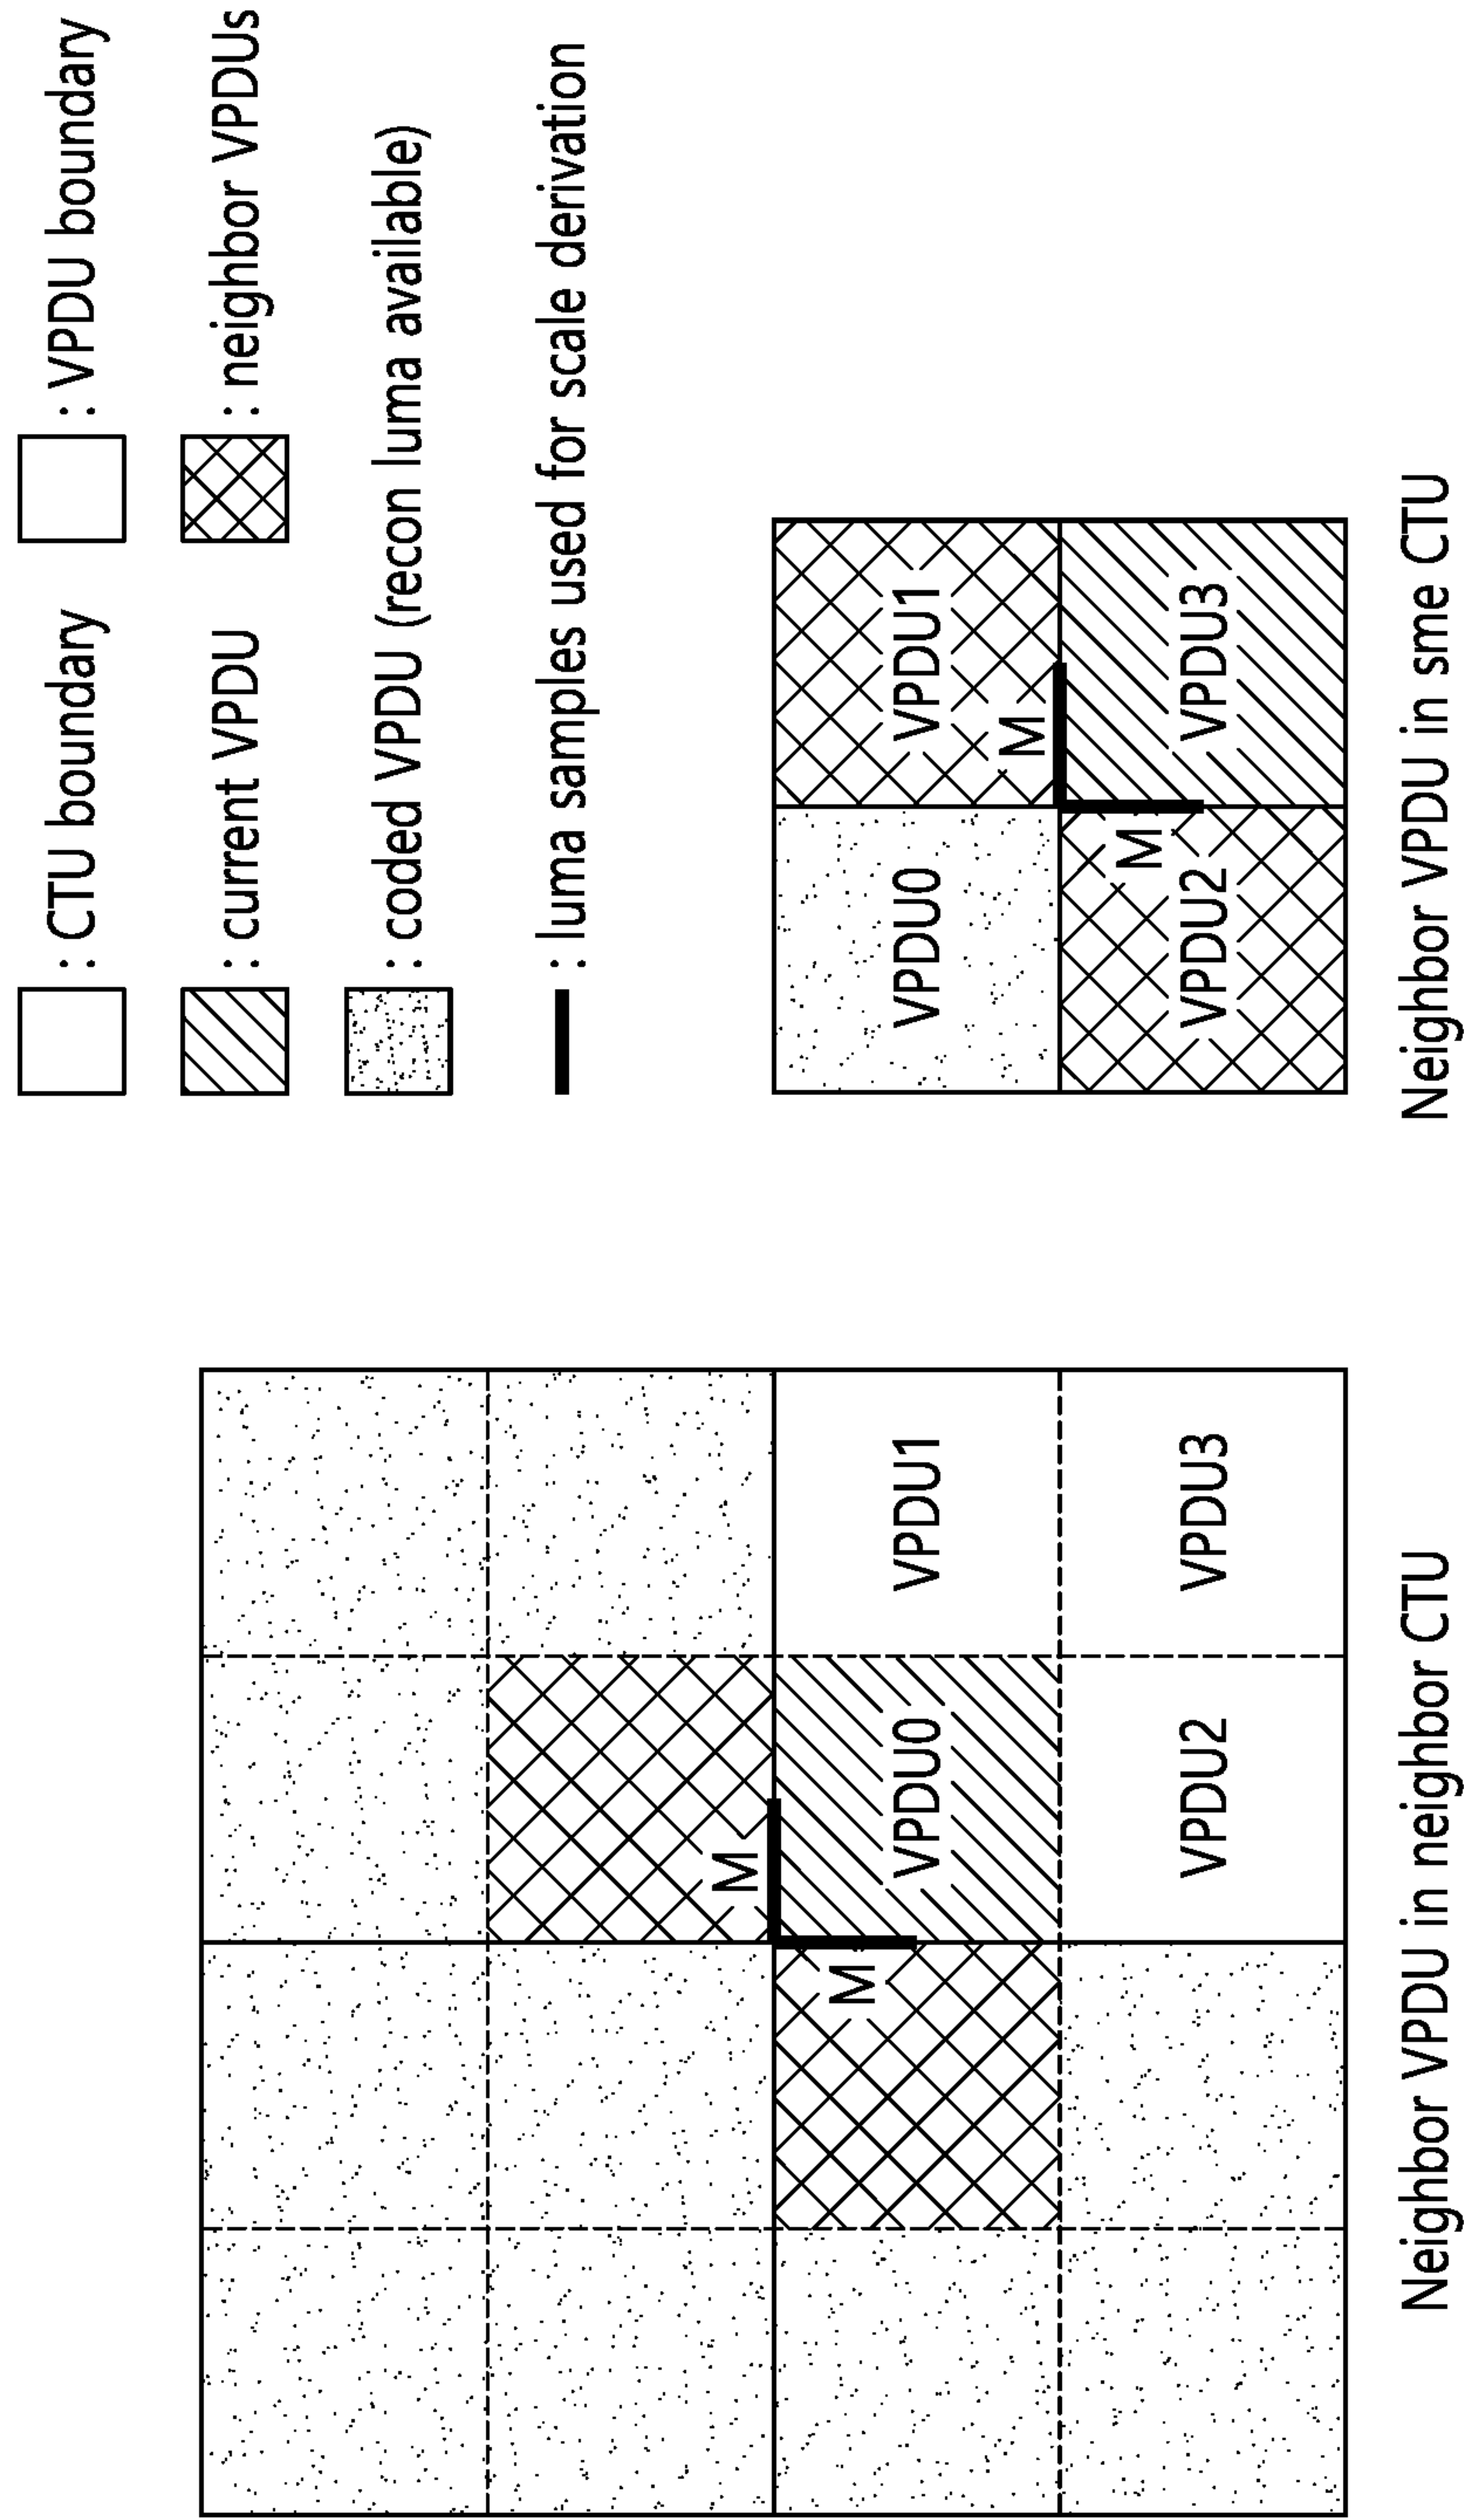 : CTU boundary
: VPDU boundary
: current VPDU
: neighbor VPDUs
: coded VPDU (recon luma available)
: luma samples used for scale derivation
M
M
VPDU0
VPDU1
VPDU2
VPDU3
Neighbor VPDU in neighbor CTU
VPDU0
VPDU1
M
M
VPDU2
VPDU3
Neighbor VPDU in sme CTU